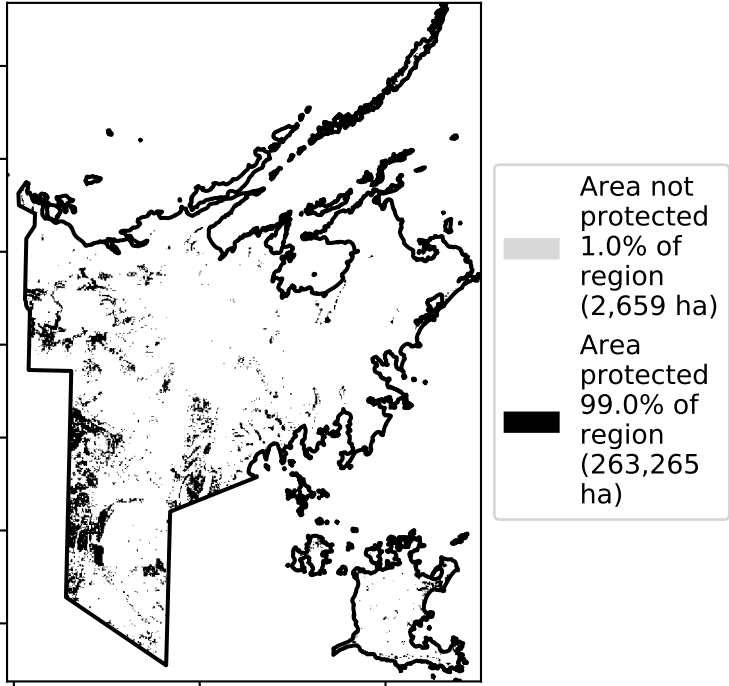 Area not
protected
1.0% of
region
(2,659 ha)
Area
protected
99.0% of
region
(263,265
ha)